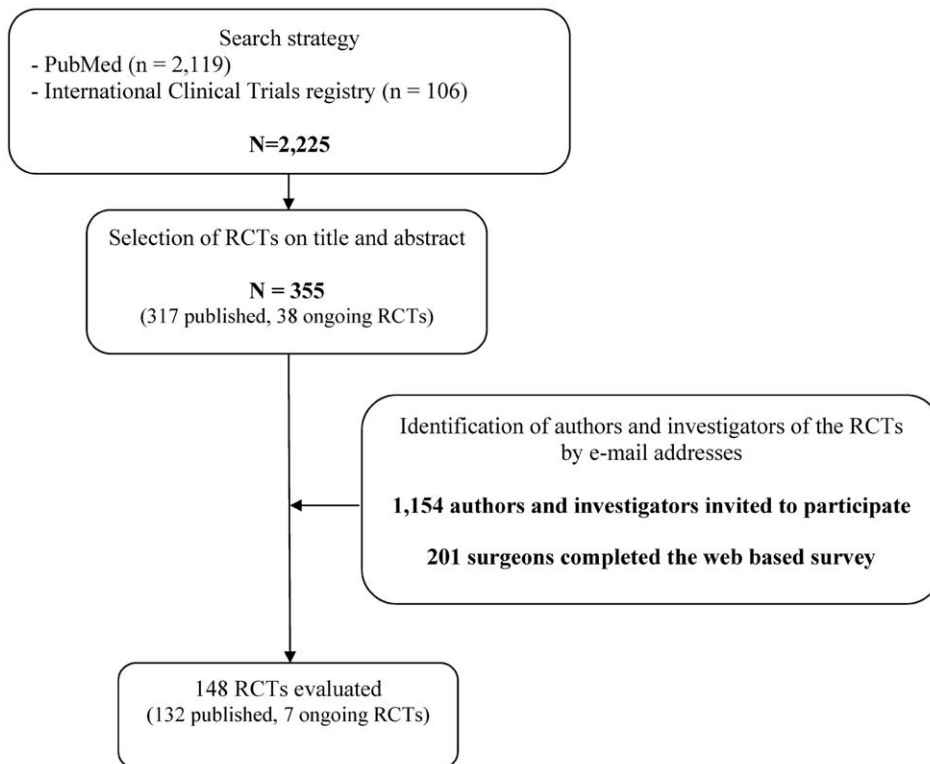 Search strategy
- PubMed (n = 2,119)
- International Clinical Trials registry (n = 106)
N=2,225
Selection of RCTs on title and abstract
N = 355
(317 published, 38 ongoing RCTs)
Identification of authors and investigators of the RCTs
by e-mail addresses
1,154 authors and investigators invited to participate
201 surgeons completed the web based survey
148 RCTs evaluated
(132 published, 7 ongoing RCTs)